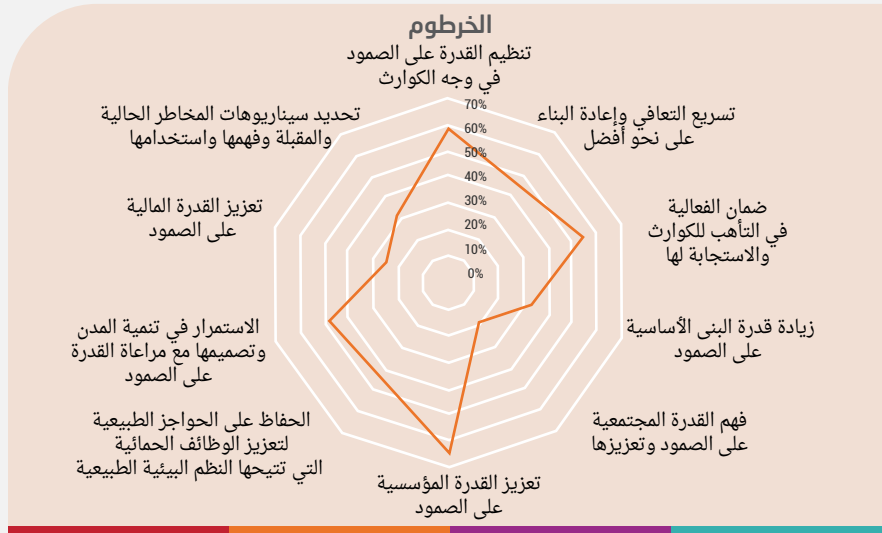 الخرطوم
تنظيم القدرة على الصمود
في وجه الكوارث
تسريع التعافي وإعادة البناء
على نحو أفضل
ضمان الفعالية
في التأهب للكوارث
والاستجابة لها
زيادة قدرة البنى الأساسية
على الصمود
فهم القدرة المجتمعية
على الصمود وتعزيزها
تعزيز القدرة المؤسسية
على الصمود
الحفاظ على الحواجز الطبيعية
لتعزيز الوظائف الحمائية
التي تتيحها النظم البيئية الطبيعية
الاستمرار في تنمية المدن
وتصميمها مع مراعاة القدرة
على الصمود
تعزيز القدرة المالية
على الصمود
تحديد سيناريوهات المخاطر الحالية
والمقبلة وفهمها واستخدامها
70%
60%
50%
40%
30%
20%
10%
0%